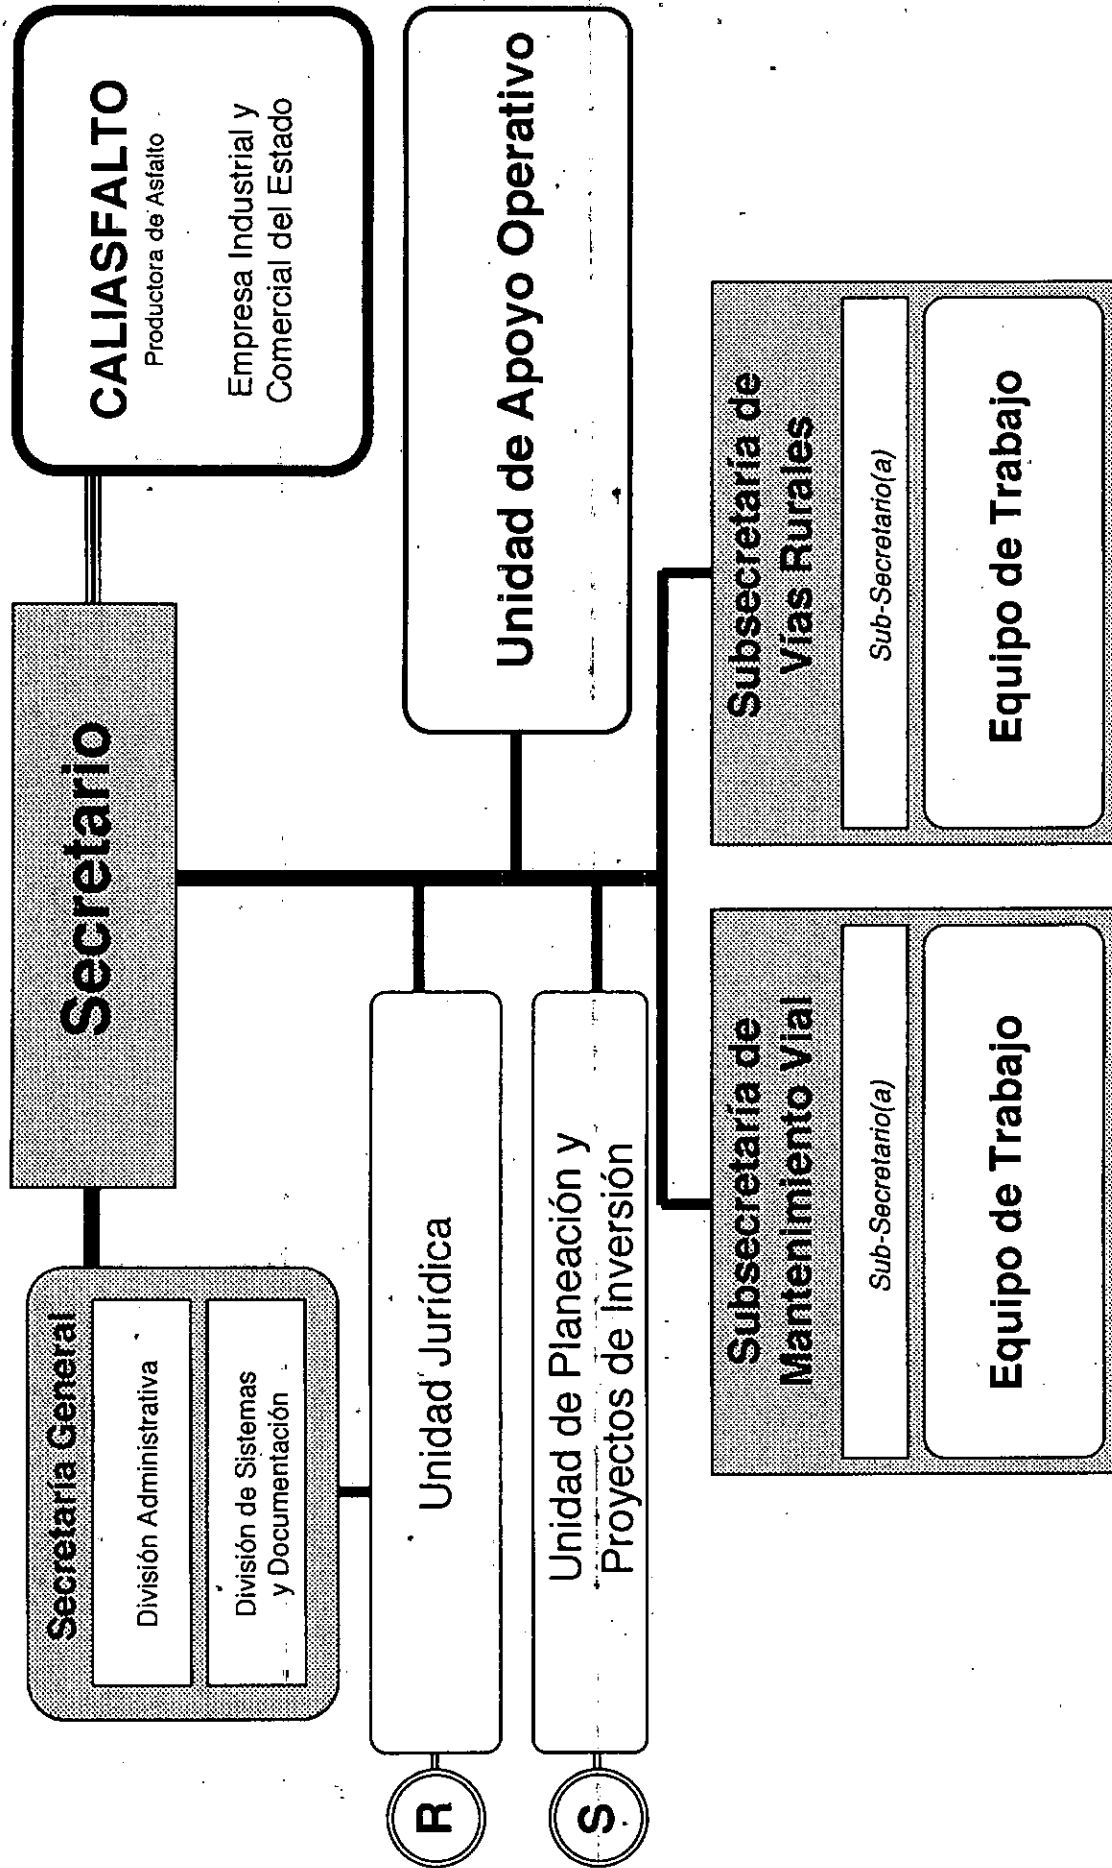 Secretario
CALIASFALTO
Productora de Asfalto
Empresa Industrial y
Comercial del Estado
Secretaría General
División Administrativa
División de Sistemas
y Documentación
Unidad de Apoyo Operativo
R
Unidad Jurídica
S
Unidad de Planeación y
Proyectos de Inversión
Subsecretaría de
Mantenimiento Vial
Sub-Secretario(a)
Equipo de Trabajo
Subsecretaría de
Vías Rurales
Sub-Secretario(a)
Equipo de Trabajo